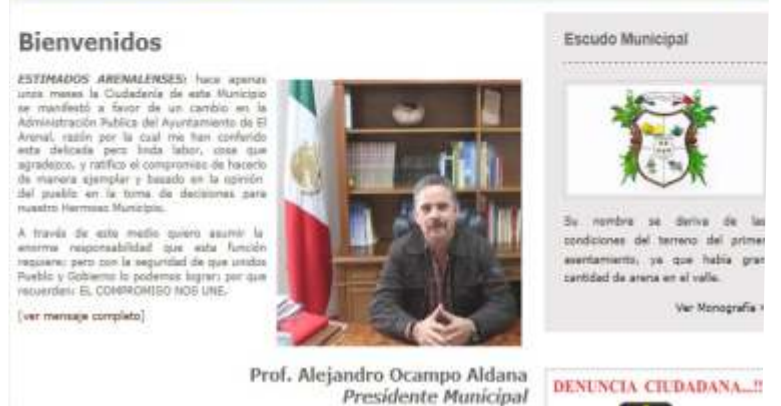 Bienvenidos
ESTIMADOS ARENALENSES: hace apenas
unos meses la Ciudadanía de este Municipio
se manifestó a favor de un cambio en la
Administración Publica del Ayuntamiento de El
Arenal, razón por la cual me han conferido
esta delicada pero linda labor, cosa que
agradezco, y ratifico el compromiso de hacerlo
de manera ejemplar y basado en la opinión
del pueblo en la toma de decisiones para
nuestro Hermoso Municipio.
A través de este medio quiero asumir la
enorme responsabilidad que esta función
requiere; pero con la seguridad de que unidos
Pueblo y Gobierno lo podemos lograr; por que
recuerden: EL COMPROMISO NOS UNE.
[ver mensaje completo]
Prof. Alejandro Ocampo Aldana
Presidente Municipal
Escudo Municipal
Su nombre se deriva de las
condiciones del terreno del primer
asentamiento, ya que había gran
cantidad de arena en el valle.
Ver Monografía
DENUNCIA CIUDADANA...!!